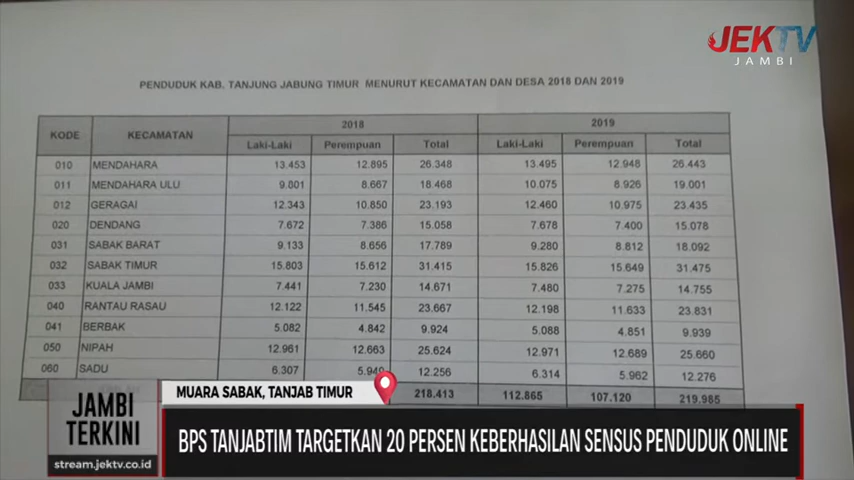 JEKTV
JAMBI
PENDUDUK KAB. TANJUNG JABUNG TIMUR MENURUT KECAMATAN DAN DESA 2018 DAN 2019
KODE KECAMATAN 2018 2019
Laki-Laki Perempuan Total Laki-Laki Perempuan Total
010 MENDAHARA 13.453 12.895 26.348 13.495 12.948 26.443
011 MENDAHARA ULU 9.801 8.667 18.468 10.075 8.926 19.001
012 GERAGAI 12.343 10.850 23.193 12.460 10.975 23.435
020 DENDANG 7.672 7.386 15.058 7.678 7.400 15.078
031 SABAK BARAT 9.133 8.656 17.789 9.280 8.812 18.092
032 SABAK TIMUR 15.803 15.612 31.415 15.826 15.649 31.475
033 KUALA JAMBI 7.441 7.230 14.671 7.480 7.275 14.755
040 RANTAU RASAU 12.122 11.545 23.667 12.198 11.633 23.831
041 BERBAK 5.082 4.842 9.924 5.088 4.851 9.939
050 NIPAH 12.961 12.663 25.624 12.971 12.689 25.660
060 SADU 6.307 5.949 12.256 6.314 5.962 12.276
218.413 112.865 107.120 219.985
MUARA SABAK, TANJAB TIMUR
JAMBI
TERKINI
stream.jektv.co.id
BPS TANJABTIM TARGETKAN 20 PERSEN KEBERHASILAN SENSUS PENDUDUK ONLINE